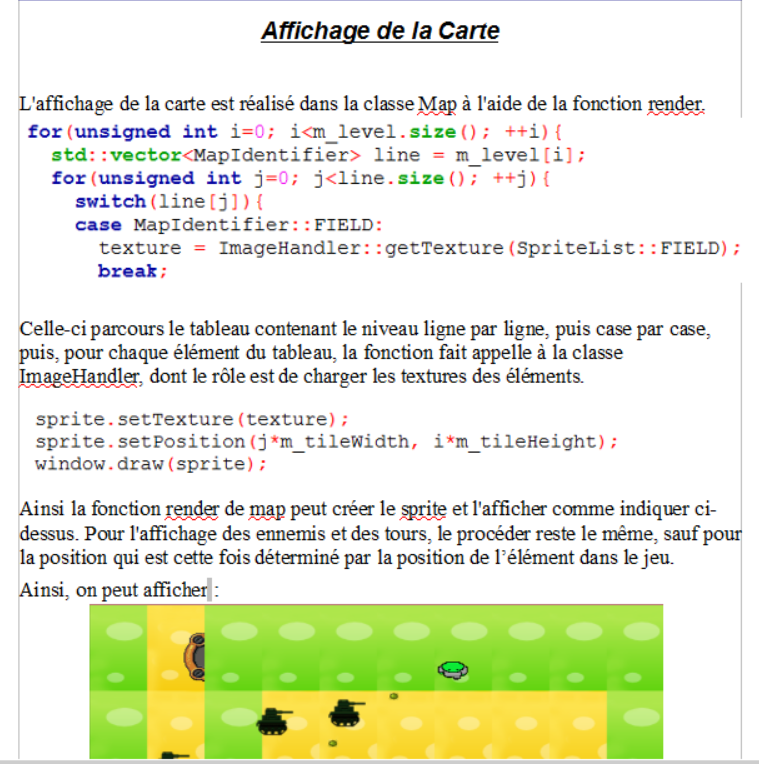 Affichage de la Carte
L'affichage de la carte est réalisé dans la classe Map à l'aide de la fonction render.
for(unsigned int i=0; i<m_level.size(); ++i){
std::vector<MapIdentifier> line = m_level[i];
for(unsigned int j=0; j<line.size(); ++j){
switch(line[j]){
case MapIdentifier::FIELD:
texture = ImageHandler::getTexture(SpriteList::FIELD);
break;
Celle-ci parcours le tableau contenant le niveau ligne par ligne, puis case par case,
puis, pour chaque élément du tableau, la fonction fait appelle à la classe
ImageHandler, dont le rôle est de charger les textures des éléments.
sprite.setTexture(texture);
sprite.setPosition(j*m_tileWidth, i*m_tileHeight);
window.draw(sprite);
Ainsi la fonction render de map peut créer le sprite et l'afficher comme indiquer ci-
dessus. Pour l'affichage des ennemis et des tours, le procéder reste le même, sauf pour
la position qui est cette fois déterminé par la position de l’élément dans le jeu.
Ainsi, on peut afficher :